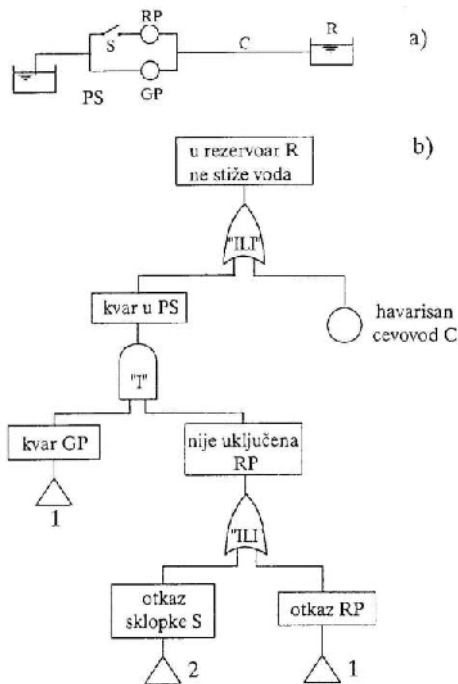 RP
S
C
R
a)
PS
GP
b)
u rezervoar R
ne stiže voda
"ILI"
kvar u PS
havarisan
cevovod C
"I"
kvar GP
nije uključena
RP
1
"ILI"
otkaz
sklopke S
otkaz RP
2
1